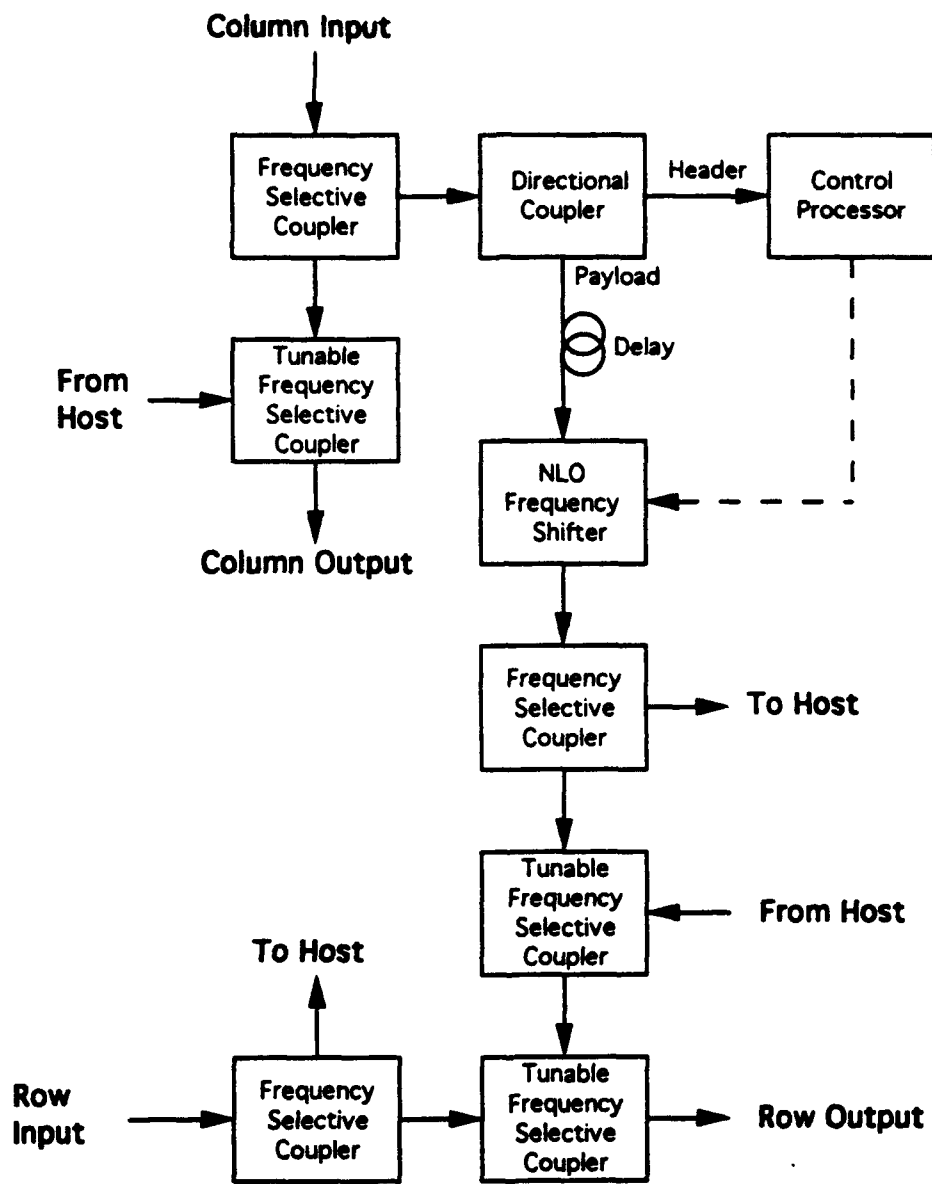 Column Input
Frequency
Selective
Coupler
Directional
Coupler
Header
Control
Processor
Payload
Delay
From
Host
Tunable
Frequency
Selective
Coupler
Column Output
NLO
Frequency
Shifter
Frequency
Selective
Coupler
To Host
Tunable
Frequency
Selective
Coupler
From Host
To Host
Row
Input
Frequency
Selective
Coupler
Tunable
Frequency
Selective
Coupler
Row Output